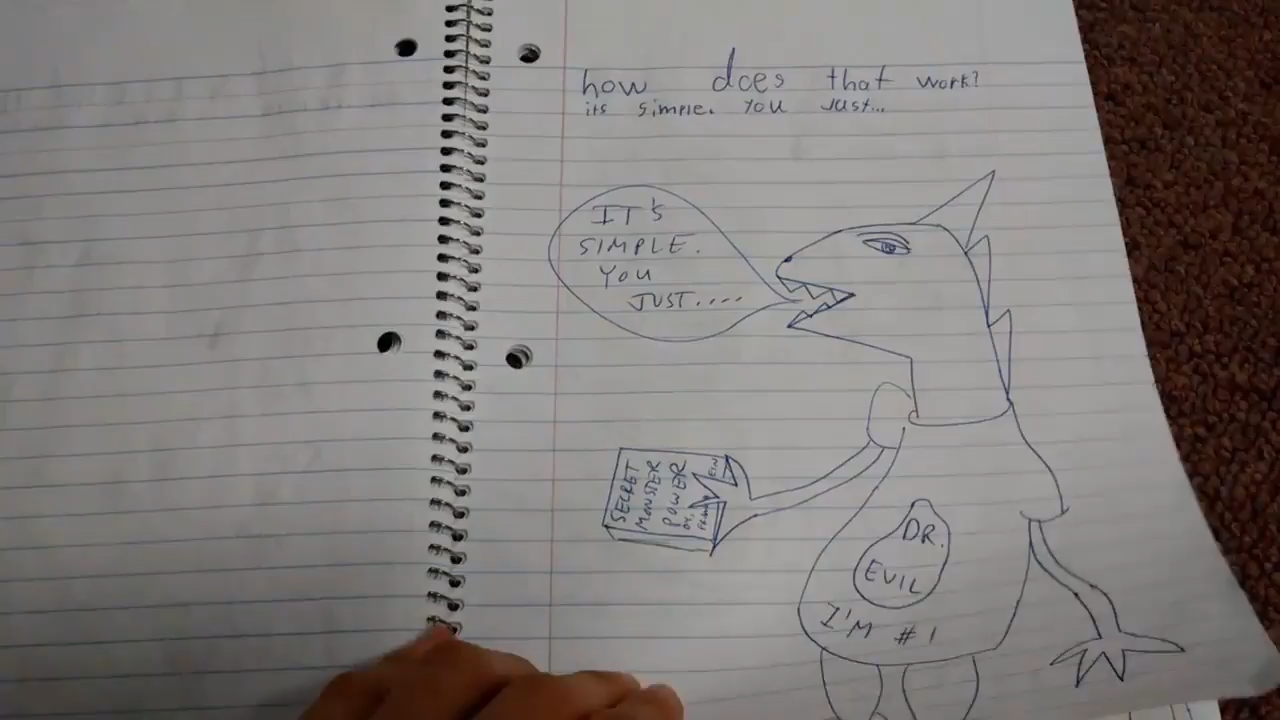 how does that work?
its simple. you just...
IT'S
SIMPLE.
YOU
JUST....
SECRET
MONSTER
POWER
DR.
EVIL
I'M #1